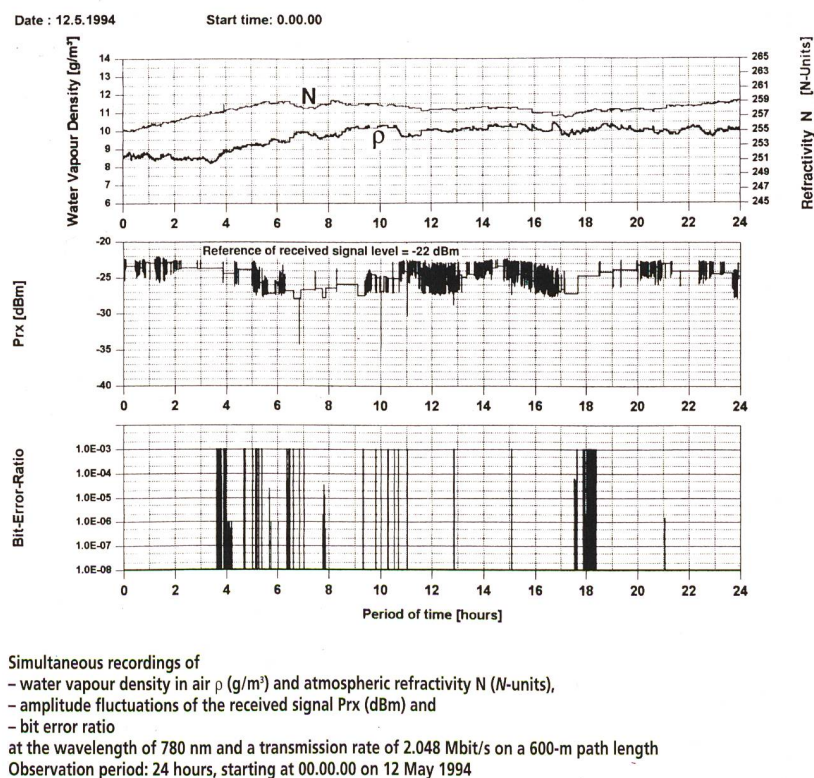 Date : 12.5.1994 Start time: 0.00.00
Water Vapour Density [g/m³]
14
13
12
11
10
9
8
7
6
N
ρ
265
263
261
259
257
255
253
251
249
247
245
Refractivity N [N-Units]
0 2 4 6 8 10 12 14 16 18 20 22 24
Prx [dBm]
-20
-25
-30
-35
-40
Reference of received signal level = -22 dBm
0 2 4 6 8 10 12 14 16 18 20 22 24
Bit-Error-Ratio
1.0E-03
1.0E-04
1.0E-05
1.0E-06
1.0E-07
1.0E-08
0 2 4 6 8 10 12 14 16 18 20 22 24
Period of time [hours]
Simultaneous recordings of
– water vapour density in air ρ (g/m³) and atmospheric refractivity N (N-units),
– amplitude fluctuations of the received signal Prx (dBm) and
– bit error ratio
at the wavelength of 780 nm and a transmission rate of 2.048 Mbit/s on a 600-m path length
Observation period: 24 hours, starting at 00.00.00 on 12 May 1994